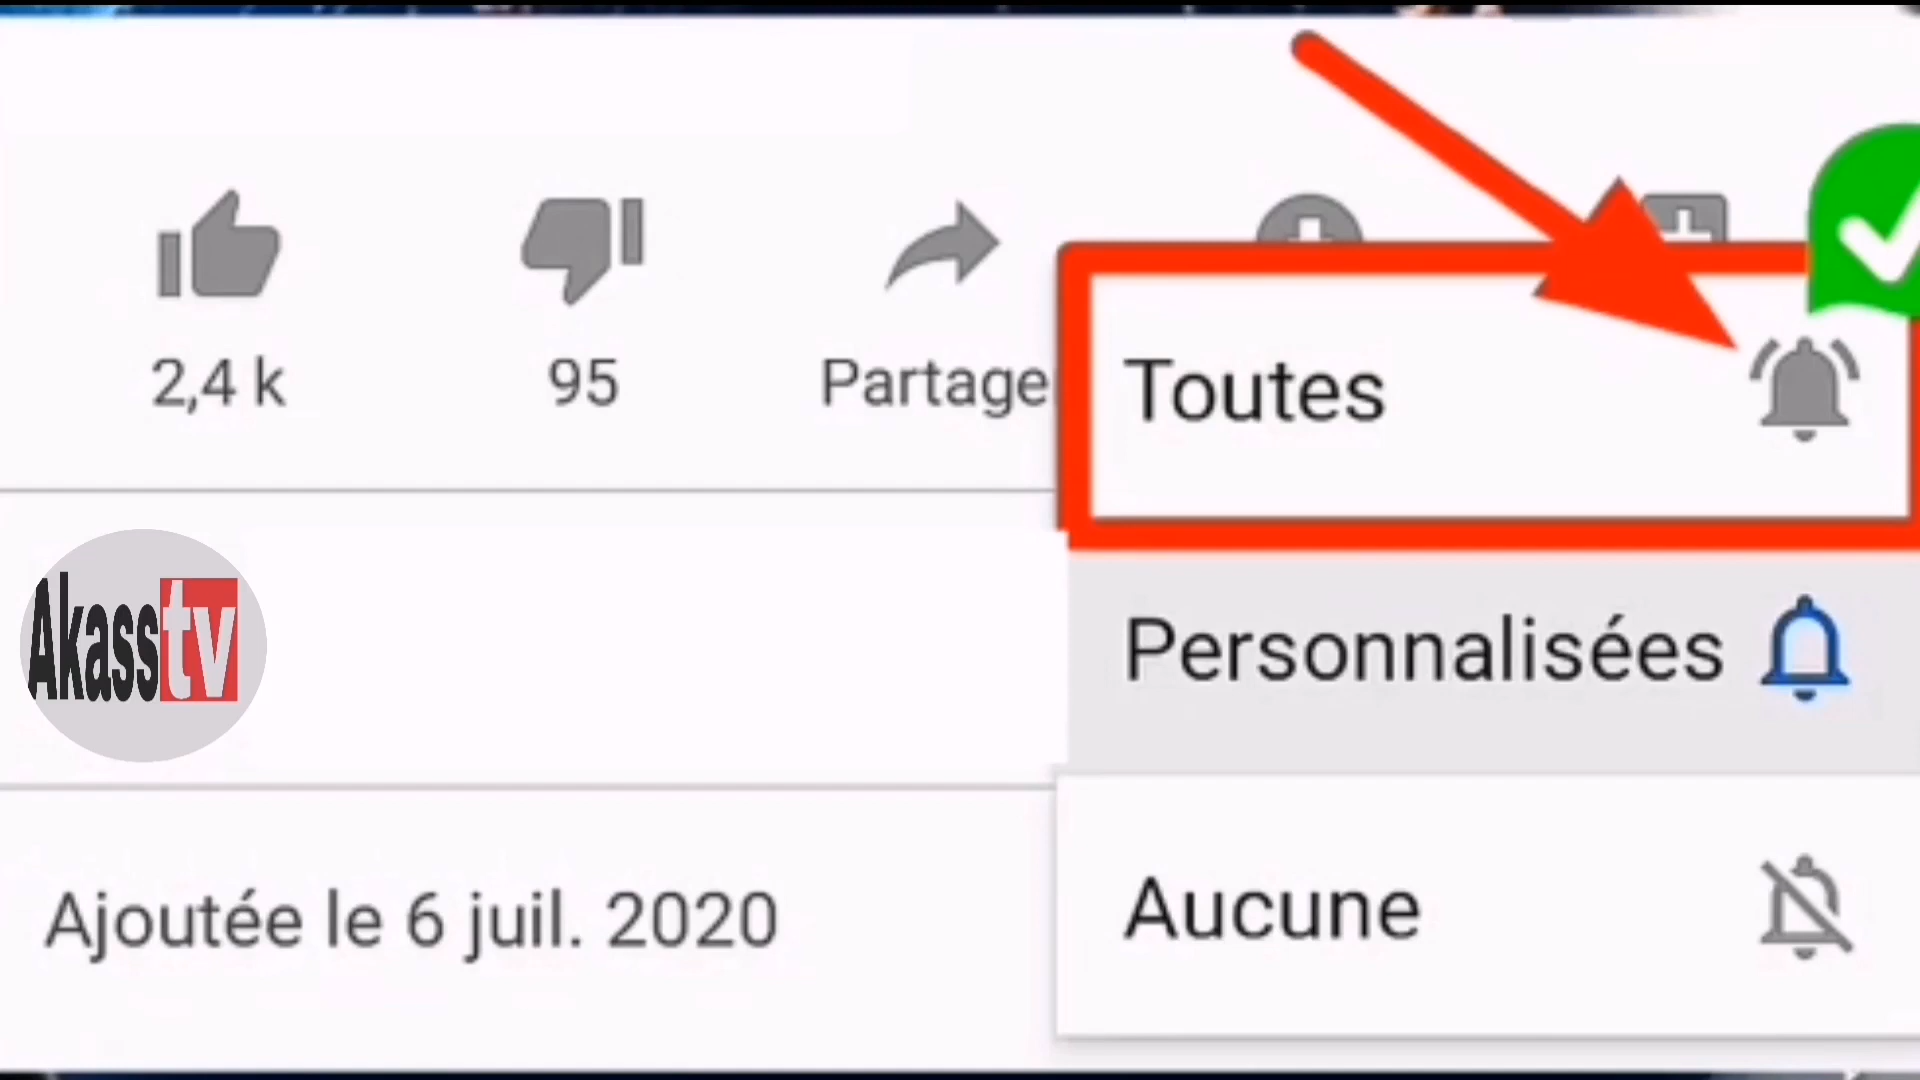 2,4 k
95
Partage
Toutes
Akasstv
Personnalisées
Ajoutée le 6 juil. 2020
Aucune